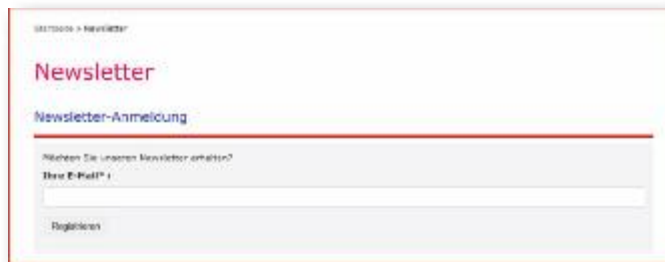 Startseite > Newsletter
Newsletter
Newsletter-Anmeldung
Möchten Sie unseren Newsletter erhalten?
Ihre E-Mail* :
Registrieren